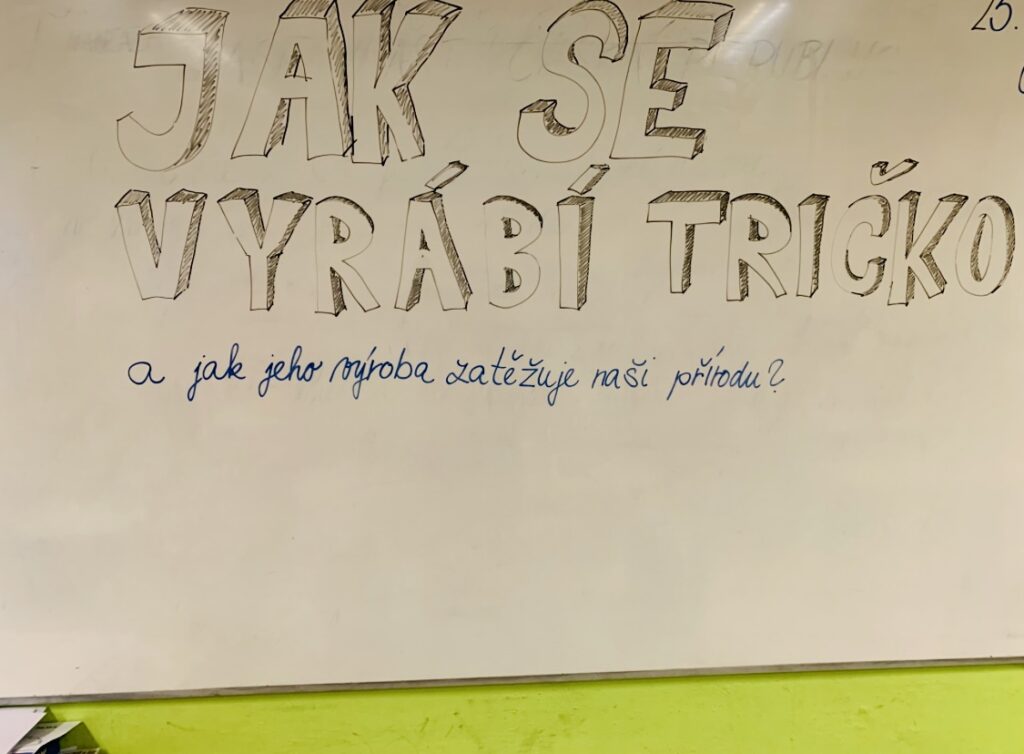 JAK SE
VYRÁBÍ TRIČKO
a jak jeho výroba zatěžuje naši přírodu?